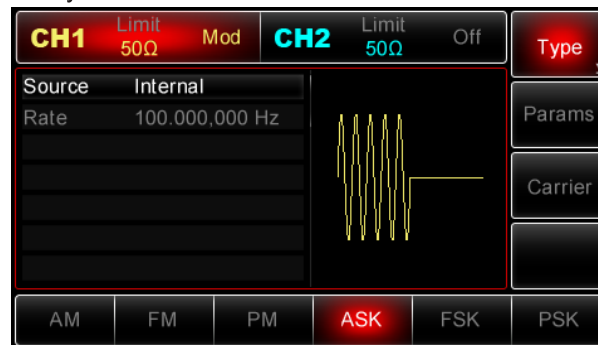 CH1 Limit 50Ω Mod CH2 Limit 50Ω Off Type
Source Internal
Rate 100.000,000 Hz
Params
Carrier
AM FM PM ASK FSK PSK